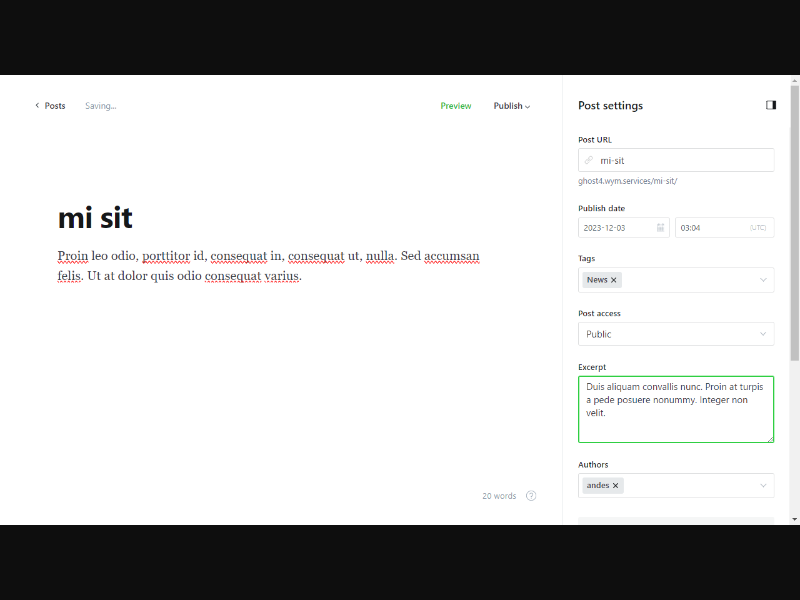 Posts
Saving...
Preview
Publish
Post settings
Post URL
mi-sit
ghost4.wym.services/mi-sit/
mi sit
Proin leo odio, porttitor id, consequat in, consequat ut, nulla. Sed accumsan
felis. Ut at dolor quis odio consequat varius.
Publish date
2023-12-03
03:04
(UTC)
Tags
News ×
Post access
Public
Excerpt
Duis aliquam convallis nunc. Proin at turpis
a pede posuere nonummy. Integer non
velit.
Authors
andes ×
20 words
?